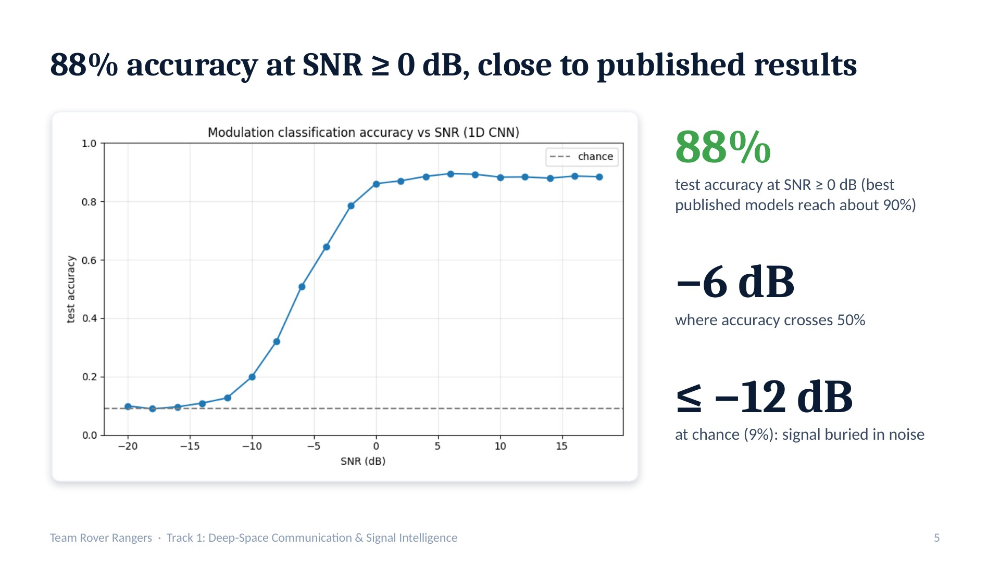 88% accuracy at SNR ≥ 0 dB, close to published results
Modulation classification accuracy vs SNR (1D CNN)
chance
1.0
0.8
0.6
0.4
0.2
0.0
test accuracy
−20 −15 −10 −5 0 5 10 15
SNR (dB)
88%
test accuracy at SNR ≥ 0 dB (best
published models reach about 90%)
−6 dB
where accuracy crosses 50%
≤ −12 dB
at chance (9%): signal buried in noise
Team Rover Rangers · Track 1: Deep-Space Communication & Signal Intelligence
5